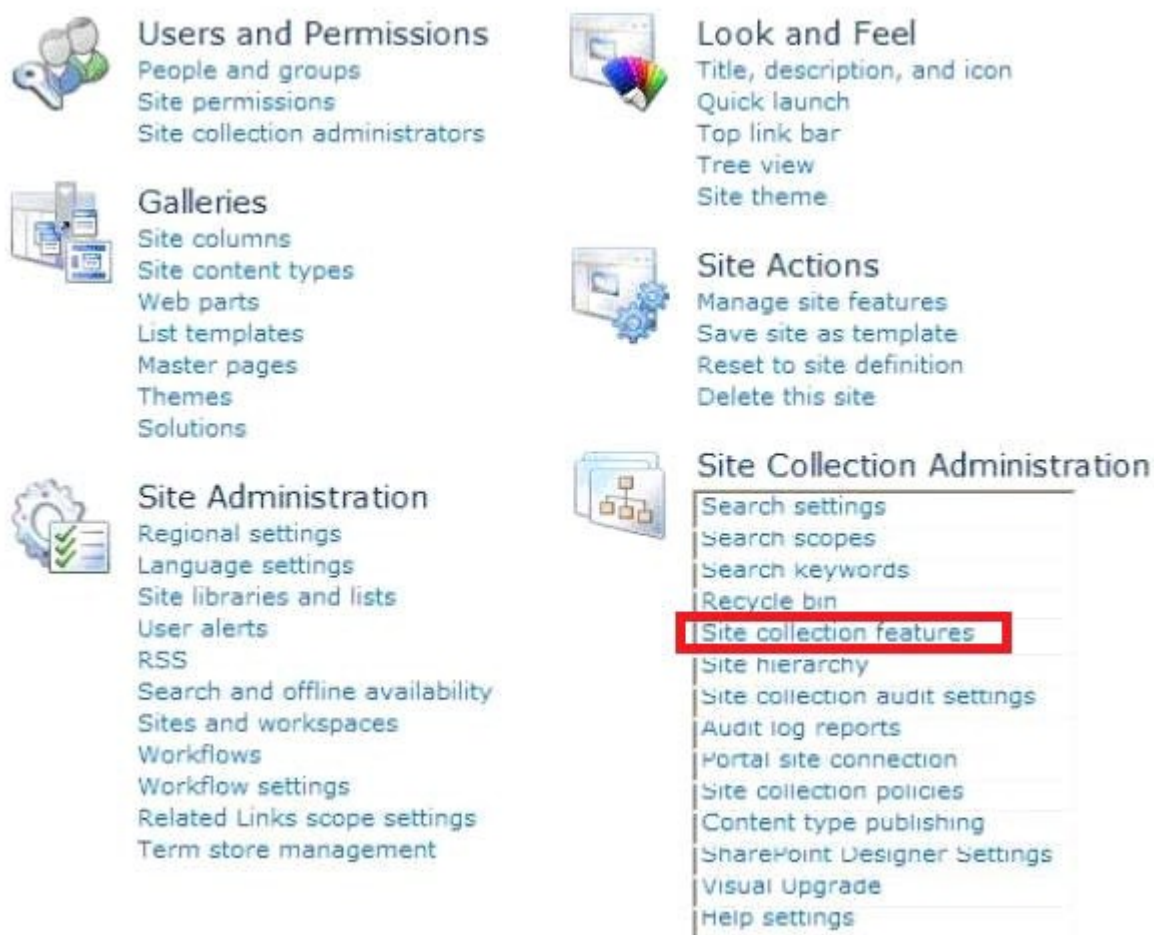 Users and Permissions
People and groups
Site permissions
Site collection administrators
Galleries
Site columns
Site content types
Web parts
List templates
Master pages
Themes
Solutions
Site Administration
Regional settings
Language settings
Site libraries and lists
User alerts
RSS
Search and offline availability
Sites and workspaces
Workflows
Workflow settings
Related Links scope settings
Term store management
Look and Feel
Title, description, and icon
Quick launch
Top link bar
Tree view
Site theme
Site Actions
Manage site features
Save site as template
Reset to site definition
Delete this site
Site Collection Administration
Search settings
Search scopes
Search keywords
Recycle bin
Site collection features
Site hierarchy
Site collection audit settings
Audit log reports
Portal site connection
Site collection policies
Content type publishing
SharePoint Designer Settings
Visual Upgrade
Help settings